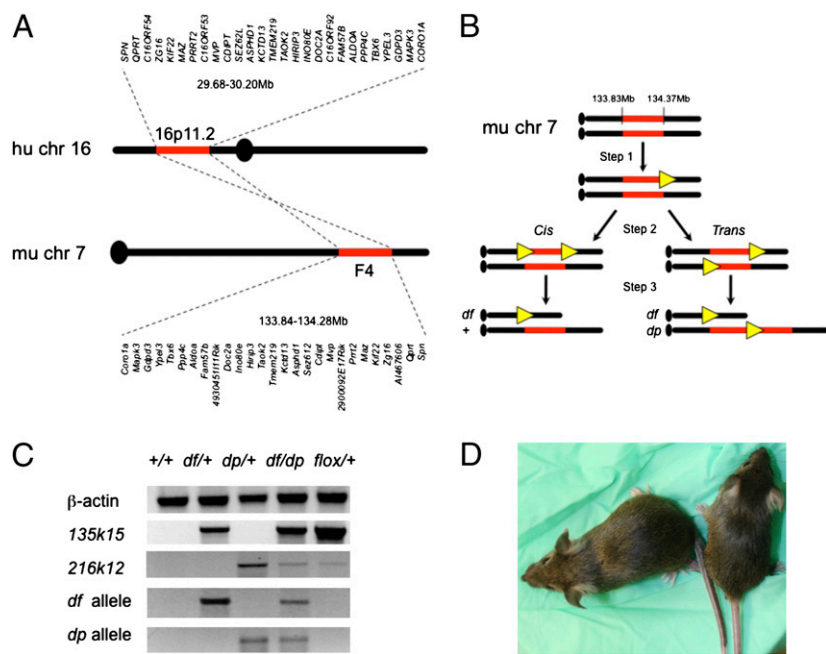 A
SPN
QPRT
C16ORF54
ZG16
KIF22
MAZ
PRRT2
C16ORF53
MVP
CDIPT
SEZ62L
ASPHD1
KCTD13
TMEM219
TAOK2
HIRIP3
INO80E
DOC2A
C16ORF92
FAM57B
ALDOA
PPP4C
TBX6
YPEL3
GDPD3
MAPK3
CORO1A
29.68-30.20Mb
16p11.2
hu chr 16
mu chr 7
F4
133.84-134.28Mb
Coro1a
Mapk3
Gdpd3
Ypel3
Tbx6
Ppp4c
Aldoa
Fam57b
4930451I11Rik
Doc2a
Ino80e
Hirip3
Taok2
Tmem219
Kctd13
Asphd1
Sez612
Cdipt
Mvp
2900092E17Rik
Prrt2
Maz
Kif22
Zg16
AI467606
Qprt
Spn
B
133.83Mb 134.37Mb
mu chr 7
Step 1
Cis Step 2 Trans
Step 3
df df
+ dp
C
+/+ df/+ dp/+ df/dp flox/+
β-actin
135k15
216k12
df allele
dp allele
D